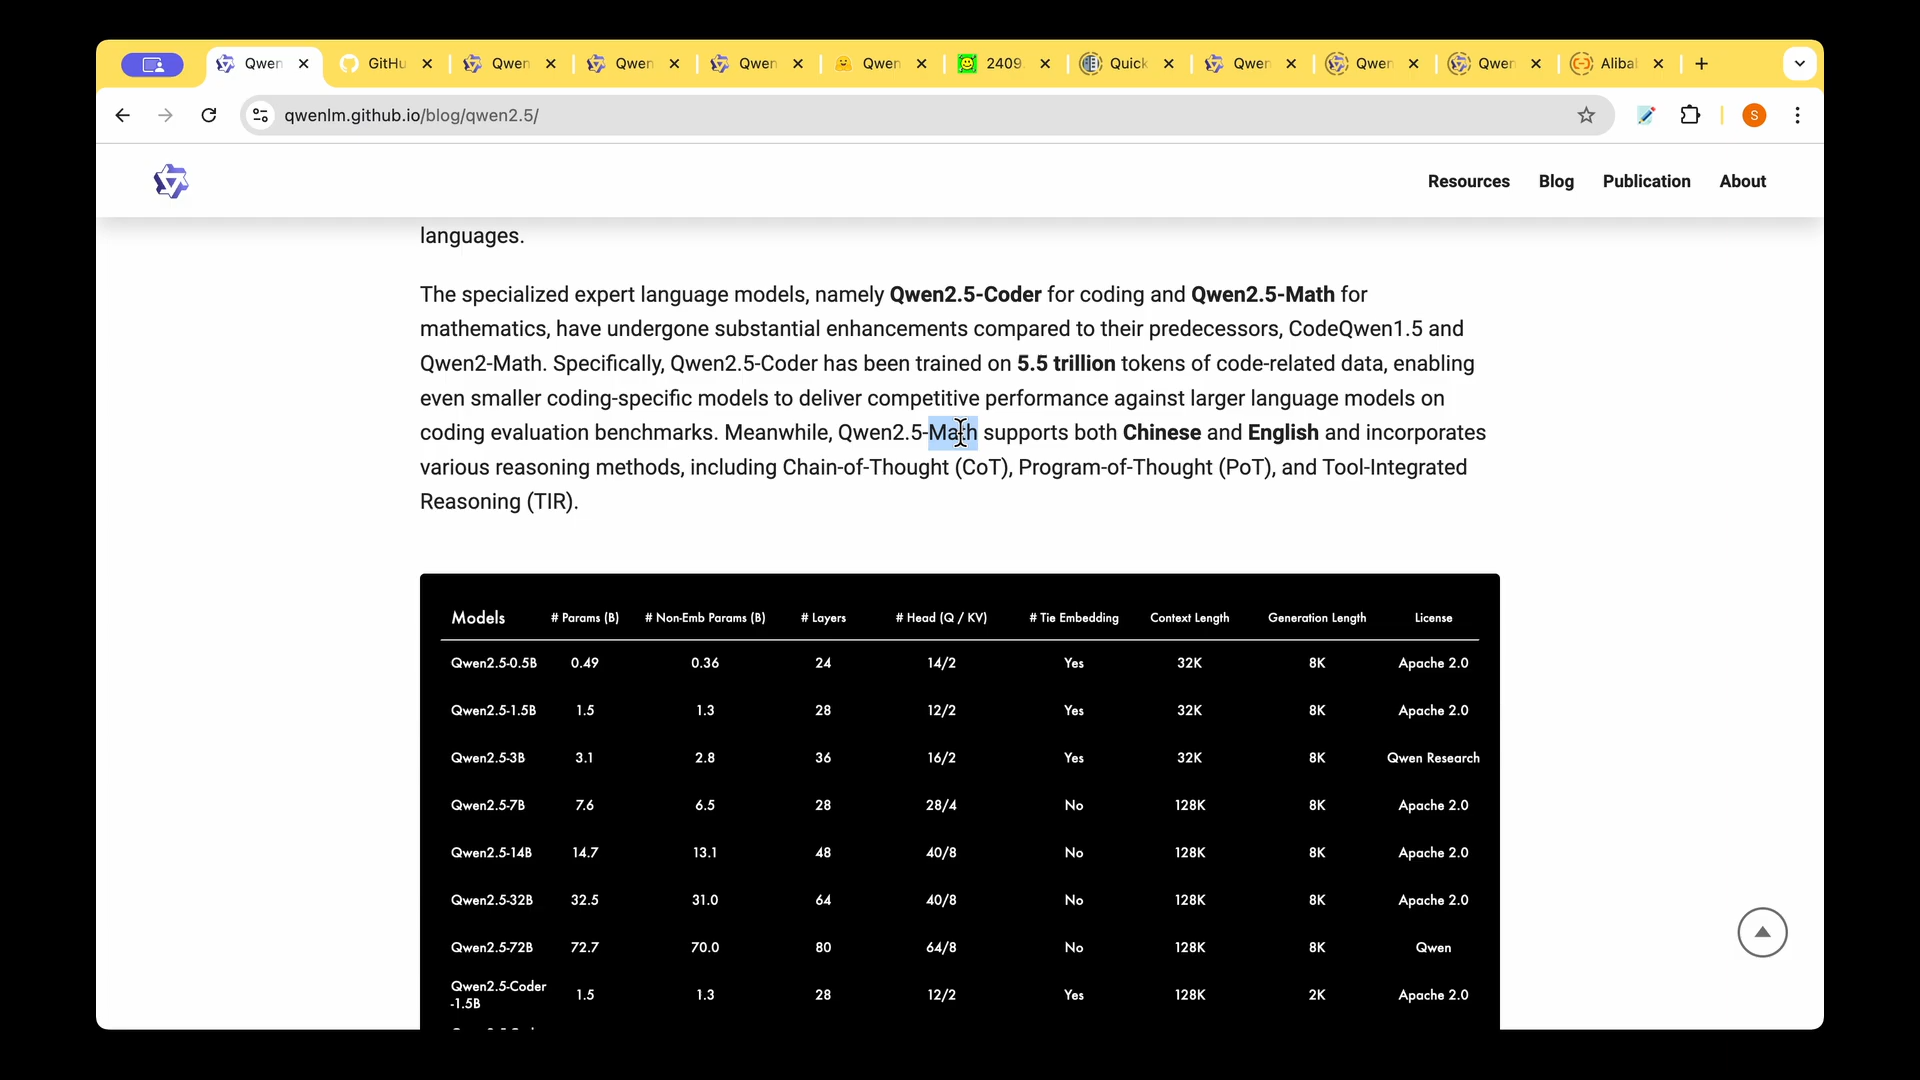 Qwen
GitHu
Qwen
Qwen
Qwen
Qwen
2409.
Quick
Qwen
Qwen
Qwen
Aliba
qwenlm.github.io/blog/qwen2.5/
S
Resources Blog Publication About
languages.
The specialized expert language models, namely Qwen2.5-Coder for coding and Qwen2.5-Math for
mathematics, have undergone substantial enhancements compared to their predecessors, CodeQwen1.5 and
Qwen2-Math. Specifically, Qwen2.5-Coder has been trained on 5.5 trillion tokens of code-related data, enabling
even smaller coding-specific models to deliver competitive performance against larger language models on
coding evaluation benchmarks. Meanwhile, Qwen2.5-Math supports both Chinese and English and incorporates
various reasoning methods, including Chain-of-Thought (CoT), Program-of-Thought (PoT), and Tool-Integrated
Reasoning (TIR).
Models # Params (B) # Non-Emb Params (B) # Layers # Head (Q / KV) # Tie Embedding Context Length Generation Length License
Qwen2.5-0.5B 0.49 0.36 24 14/2 Yes 32K 8K Apache 2.0
Qwen2.5-1.5B 1.5 1.3 28 12/2 Yes 32K 8K Apache 2.0
Qwen2.5-3B 3.1 2.8 36 16/2 Yes 32K 8K Qwen Research
Qwen2.5-7B 7.6 6.5 28 28/4 No 128K 8K Apache 2.0
Qwen2.5-14B 14.7 13.1 48 40/8 No 128K 8K Apache 2.0
Qwen2.5-32B 32.5 31.0 64 40/8 No 128K 8K Apache 2.0
Qwen2.5-72B 72.7 70.0 80 64/8 No 128K 8K Qwen
Qwen2.5-Coder
-1.5B 1.5 1.3 28 12/2 Yes 128K 2K Apache 2.0